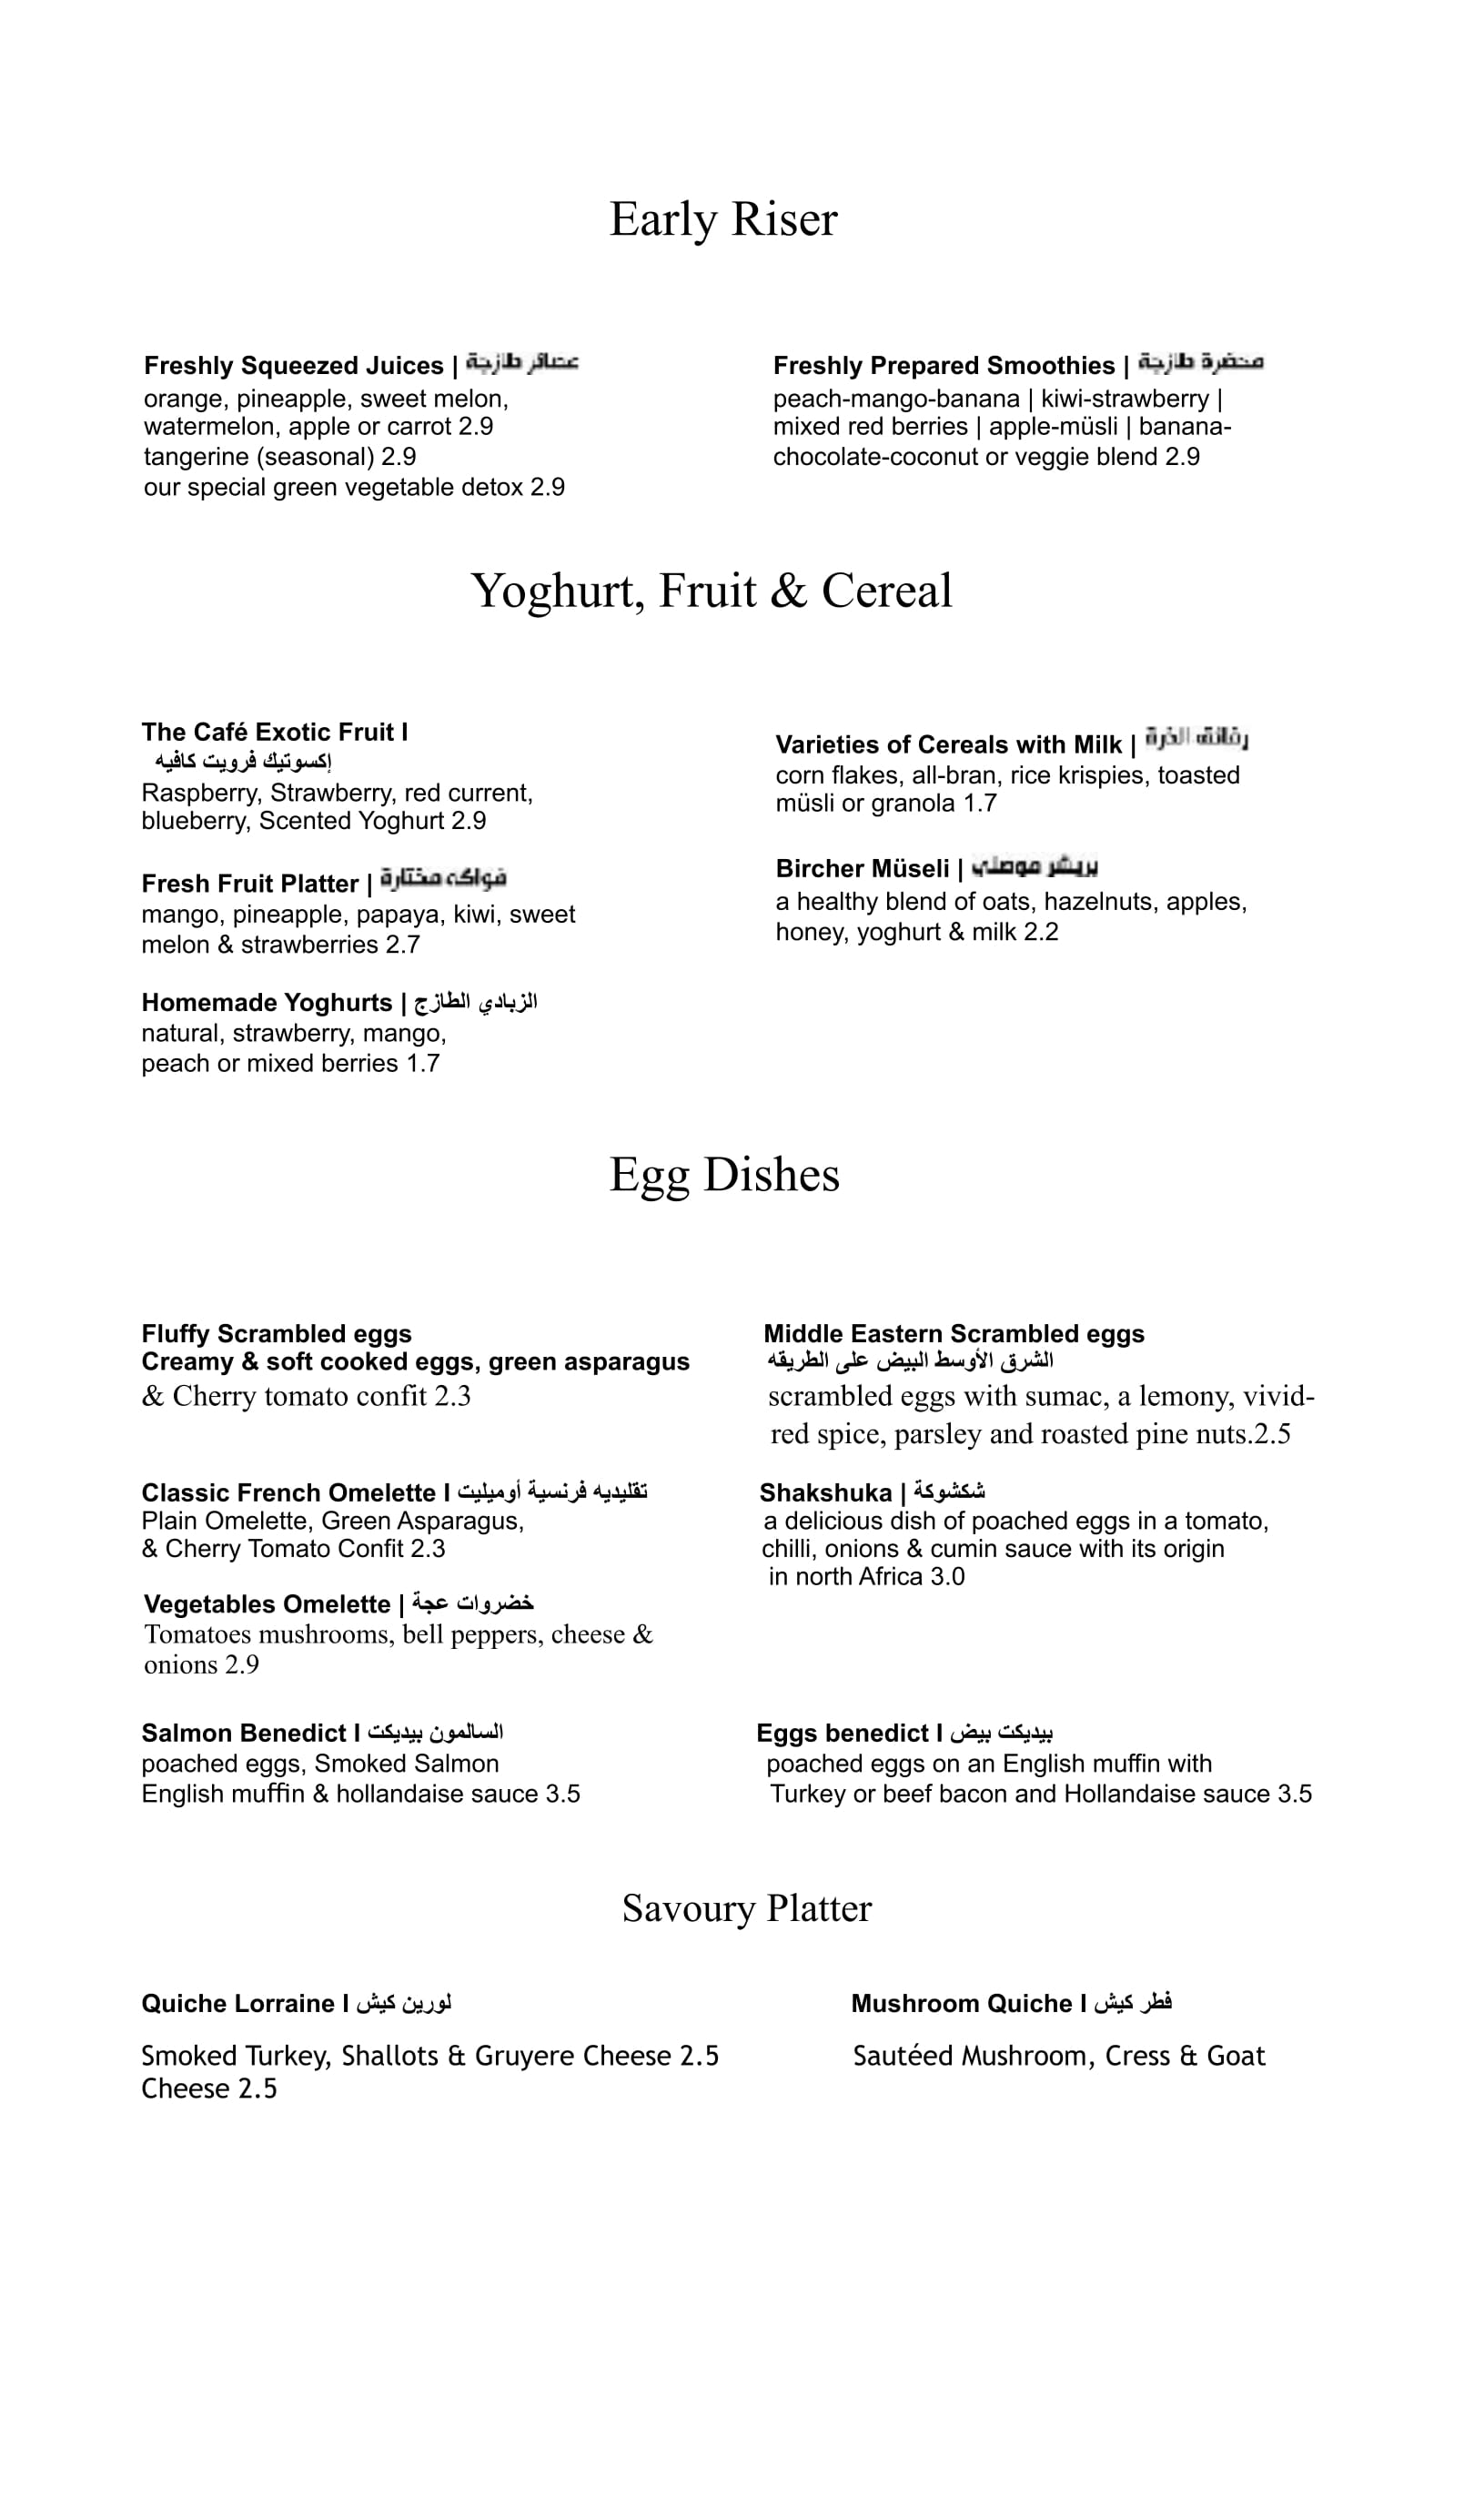 Early Riser
Freshly Squeezed Juices | عصائر طازجة
orange, pineapple, sweet melon,
watermelon, apple or carrot 2.9
tangerine (seasonal) 2.9
our special green vegetable detox 2.9
Freshly Prepared Smoothies | محضرة طازجة
peach-mango-banana | kiwi-strawberry |
mixed red berries | apple-müsli | banana-
chocolate-coconut or veggie blend 2.9
Yoghurt, Fruit & Cereal
The Café Exotic Fruit I
إكسوتيك فرويت كافيه
Raspberry, Strawberry, red current,
blueberry, Scented Yoghurt 2.9
Fresh Fruit Platter | فواكه مختارة
mango, pineapple, papaya, kiwi, sweet
melon & strawberries 2.7
Homemade Yoghurts | الزبادي الطازج
natural, strawberry, mango,
peach or mixed berries 1.7
Varieties of Cereals with Milk |
corn flakes, all-bran, rice krispies, toasted
müsli or granola 1.7
Bircher Müseli |
a healthy blend of oats, hazelnuts, apples,
honey, yoghurt & milk 2.2
Egg Dishes
Fluffy Scrambled eggs
Creamy & soft cooked eggs, green asparagus
& Cherry tomato confit 2.3
Middle Eastern Scrambled eggs
الشرق الأوسط البيض على الطريقه
scrambled eggs with sumac, a lemony, vivid-
red spice, parsley and roasted pine nuts.2.5
Classic French Omelette I تقليديه فرنسية أوميليت
Plain Omelette, Green Asparagus,
& Cherry Tomato Confit 2.3
Shakshuka | شكشوكة
a delicious dish of poached eggs in a tomato,
chilli, onions & cumin sauce with its origin
in north Africa 3.0
Vegetables Omelette | خضروات عجة
Tomatoes mushrooms, bell peppers, cheese &
onions 2.9
Salmon Benedict I السالمون بيديكت
poached eggs, Smoked Salmon
English muffin & hollandaise sauce 3.5
Eggs benedict I بيديكت بيض
poached eggs on an English muffin with
Turkey or beef bacon and Hollandaise sauce 3.5
Savoury Platter
Quiche Lorraine I لورين كيش
Mushroom Quiche I فطر كيش
Smoked Turkey, Shallots & Gruyere Cheese 2.5 Sautéed Mushroom, Cress & Goat
Cheese 2.5